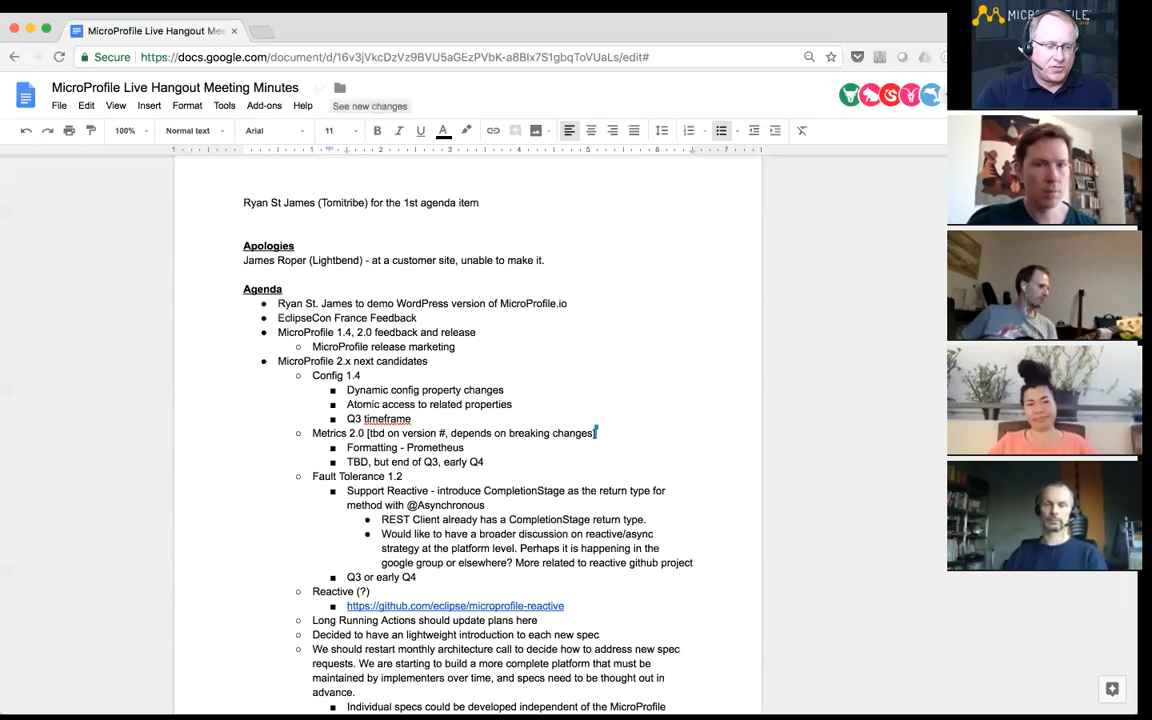 MicroProfile Live Hangout Mee
Secure
https://docs.google.com/document/d/16v3jVkcDzVz9BVU5aGEzPVbK-a8BIx7S1gbqToVUaLs/edit#
MicroProfile Live Hangout Meeting Minutes
File Edit View Insert Format Tools Add-ons Help See new changes
100% Normal text Arial 11
1 1 2 3 4 5 6 7
Ryan St James (Tomitribe) for the 1st agenda item
Apologies
James Roper (Lightbend) - at a customer site, unable to make it.
Agenda
● Ryan St. James to demo WordPress version of MicroProfile.io
● EclipseCon France Feedback
● MicroProfile 1.4, 2.0 feedback and release
○ MicroProfile release marketing
● MicroProfile 2.x next candidates
○ Config 1.4
■ Dynamic config property changes
■ Atomic access to related properties
■ Q3 timeframe
○ Metrics 2.0 [tbd on version #, depends on breaking changes]
■ Formatting - Prometheus
■ TBD, but end of Q3, early Q4
○ Fault Tolerance 1.2
■ Support Reactive - introduce CompletionStage as the return type for
method with @Asynchronous
● REST Client already has a CompletionStage return type.
● Would like to have a broader discussion on reactive/async
strategy at the platform level. Perhaps it is happening in the
google group or elsewhere? More related to reactive github project
■ Q3 or early Q4
○ Reactive (?)
■ https://github.com/eclipse/microprofile-reactive
○ Long Running Actions should update plans here
○ Decided to have an lightweight introduction to each new spec
○ We should restart monthly architecture call to decide how to address new spec
requests. We are starting to build a more complete platform that must be
maintained by implementers over time, and specs need to be thought out in
advance.
■ Individual specs could be developed independent of the MicroProfile